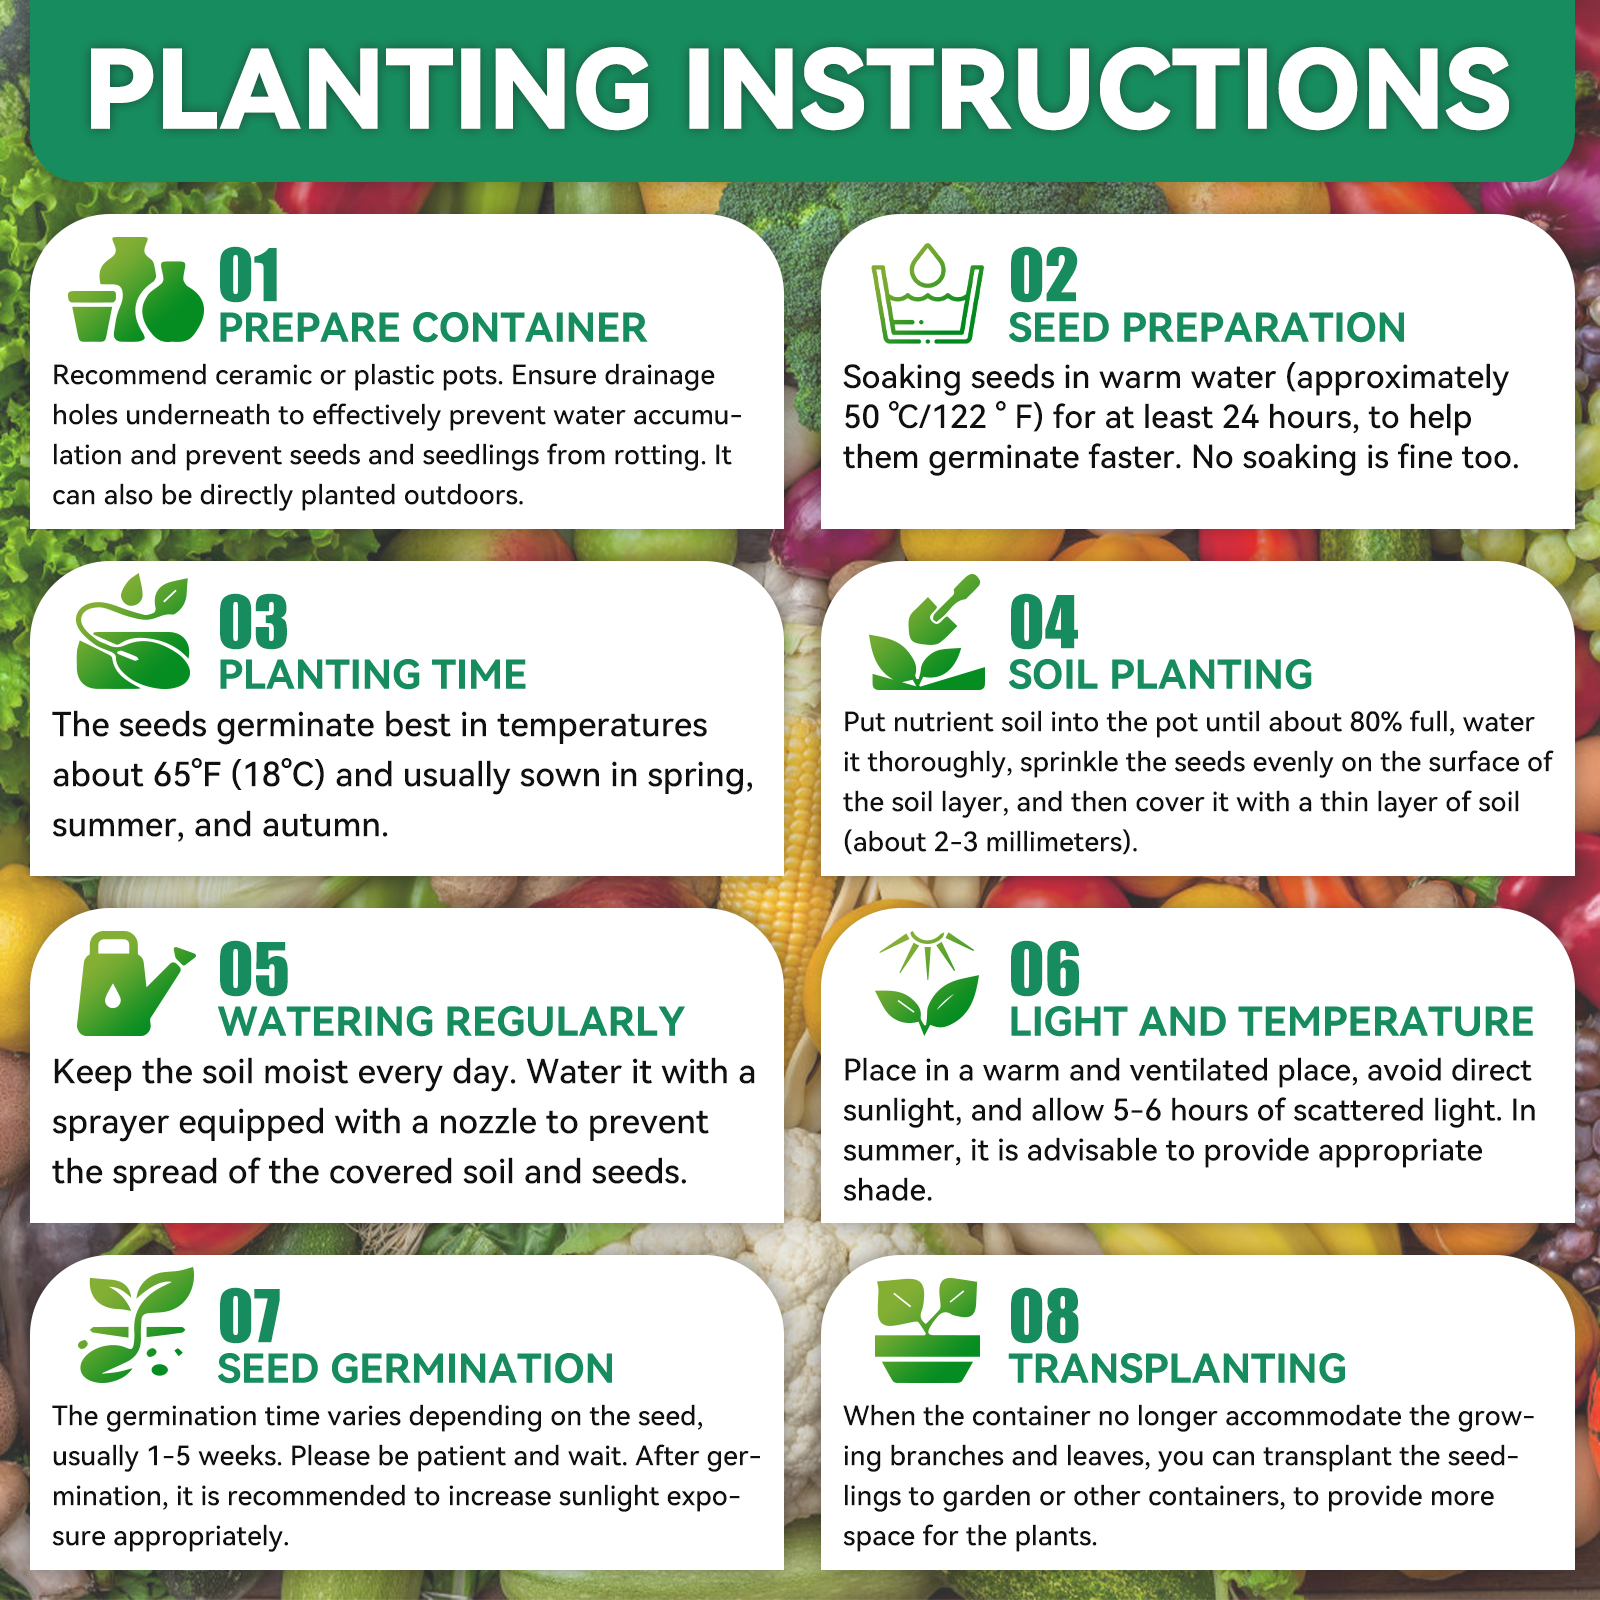 PLANTING INSTRUCTIONS
01
PREPARE CONTAINER
Recommend ceramic or plastic pots. Ensure drainage
holes underneath to effectively prevent water accumu-
lation and prevent seeds and seedlings from rotting. It
can also be directly planted outdoors.
02
SEED PREPARATION
Soaking seeds in warm water (approximately
50 ℃/122 ° F) for at least 24 hours, to help
them germinate faster. No soaking is fine too.
03
PLANTING TIME
The seeds germinate best in temperatures
about 65°F (18°C) and usually sown in spring,
summer, and autumn.
04
SOIL PLANTING
Put nutrient soil into the pot until about 80% full, water
it thoroughly, sprinkle the seeds evenly on the surface of
the soil layer, and then cover it with a thin layer of soil
(about 2-3 millimeters).
05
WATERING REGULARLY
Keep the soil moist every day. Water it with a
sprayer equipped with a nozzle to prevent
the spread of the covered soil and seeds.
06
LIGHT AND TEMPERATURE
Place in a warm and ventilated place, avoid direct
sunlight, and allow 5-6 hours of scattered light. In
summer, it is advisable to provide appropriate
shade.
07
SEED GERMINATION
The germination time varies depending on the seed,
usually 1-5 weeks. Please be patient and wait. After ger-
mination, it is recommended to increase sunlight expo-
sure appropriately.
08
TRANSPLANTING
When the container no longer accommodate the grow-
ing branches and leaves, you can transplant the seed-
lings to garden or other containers, to provide more
space for the plants.